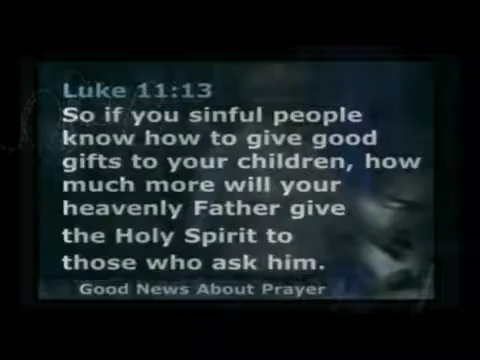 Luke 11:13
So if you sinful people
know how to give good
gifts to your children, how
much more will your
heavenly Father give
the Holy Spirit to
those who ask him.
Good News About Prayer